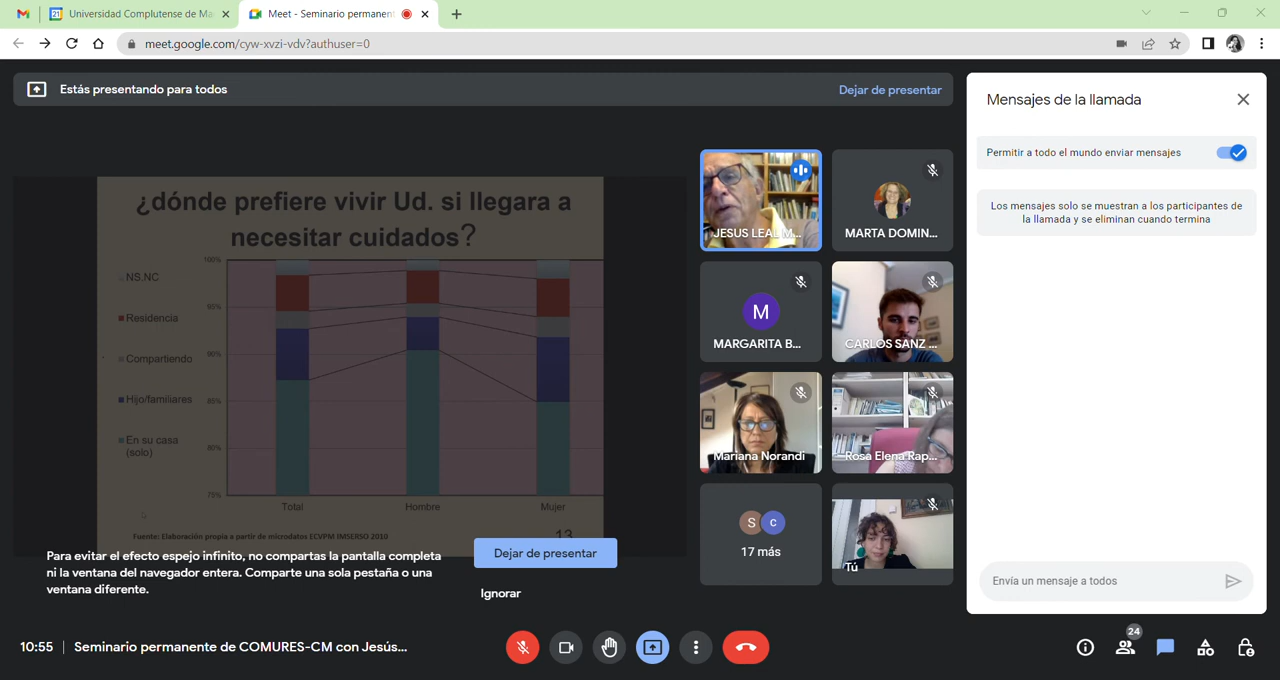 Universidad Complutense de Ma
Meet - Seminario permanent
meet.google.com/cyw-xvzi-vdv?authuser=0
Estás presentando para todos
Dejar de presentar
¿dónde prefiere vivir Ud. si llegara a
necesitar cuidados?
100%
95%
90%
85%
80%
75%
NS.NC
Residencia
Compartiendo
Hijo/familiares
En su casa
(solo)
Total
Hombre
Mujer
Fuente: Elaboración propia a partir de microdatos ECVPM IMSERSO 2010
13
Para evitar el efecto espejo infinito, no compartas la pantalla completa
ni la ventana del navegador entera. Comparte una sola pestaña o una
ventana diferente.
Dejar de presentar
Ignorar
JESUS LEAL M...
MARTA DOMIN...
M
MARGARITA B...
CARLOS SANZ ...
Mariana Norandi
Rosa Elena Rap...
S
C
17 más
Tú
Mensajes de la llamada
Permitir a todo el mundo enviar mensajes
Los mensajes solo se muestran a los participantes de
la llamada y se eliminan cuando termina
Envía un mensaje a todos
10:55
Seminario permanente de COMURES-CM con Jesús...
24